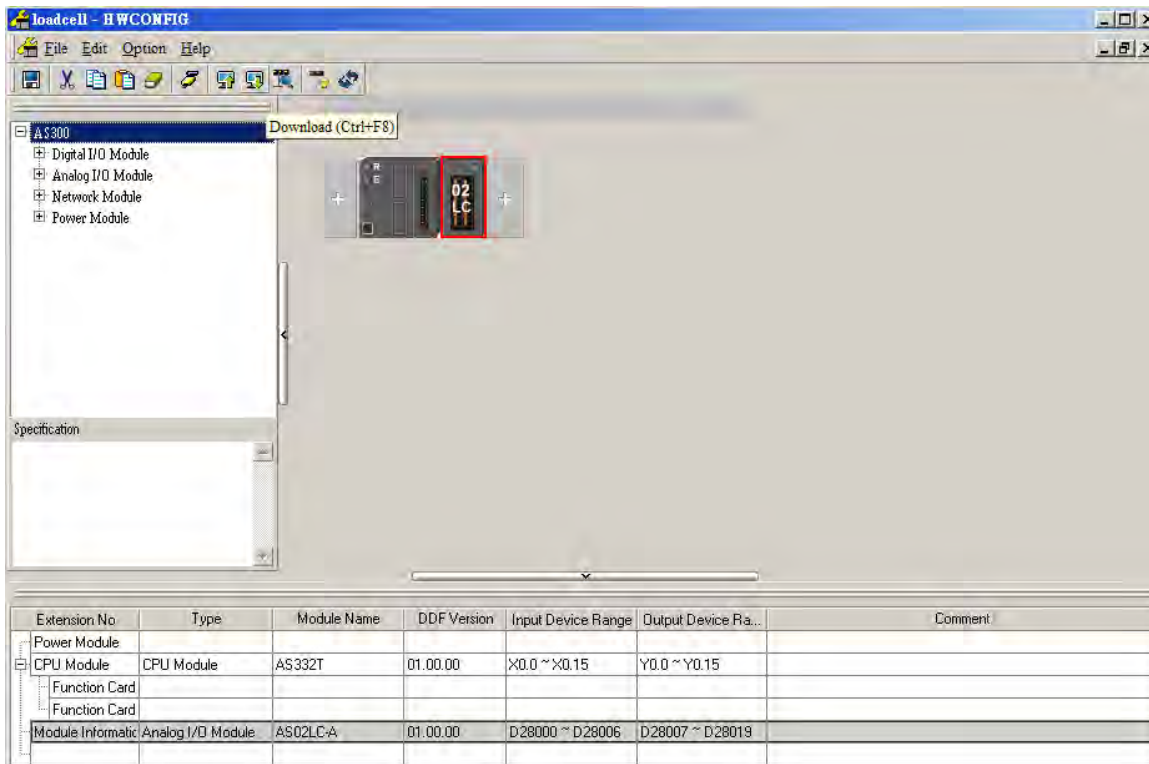 loadcell - HWCONFIG
File Edit Option Help
Download (Ctrl+F8)
AS300
Digital I/O Module
Analog I/O Module
Network Module
Power Module
R
E
02
LC
Specification
Extension No Type Module Name DDF Version Input Device Range Output Device Ra... Comment
Power Module
CPU Module CPU Module AS332T 01.00.00 X0.0 ~ X0.15 Y0.0 ~ Y0.15
Function Card
Function Card
Module Informatic Analog I/O Module AS02LC-A 01.00.00 D28000 ~ D28006 D28007 ~ D28019